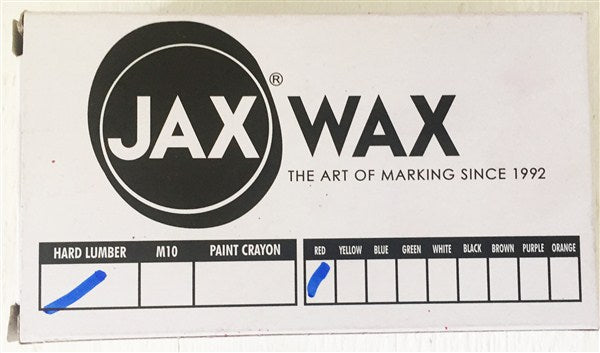 JAX® WAX
THE ART OF MARKING SINCE 1992
HARD LUMBER M10 PAINT CRAYON RED YELLOW BLUE GREEN WHITE BLACK BROWN PURPLE ORANGE